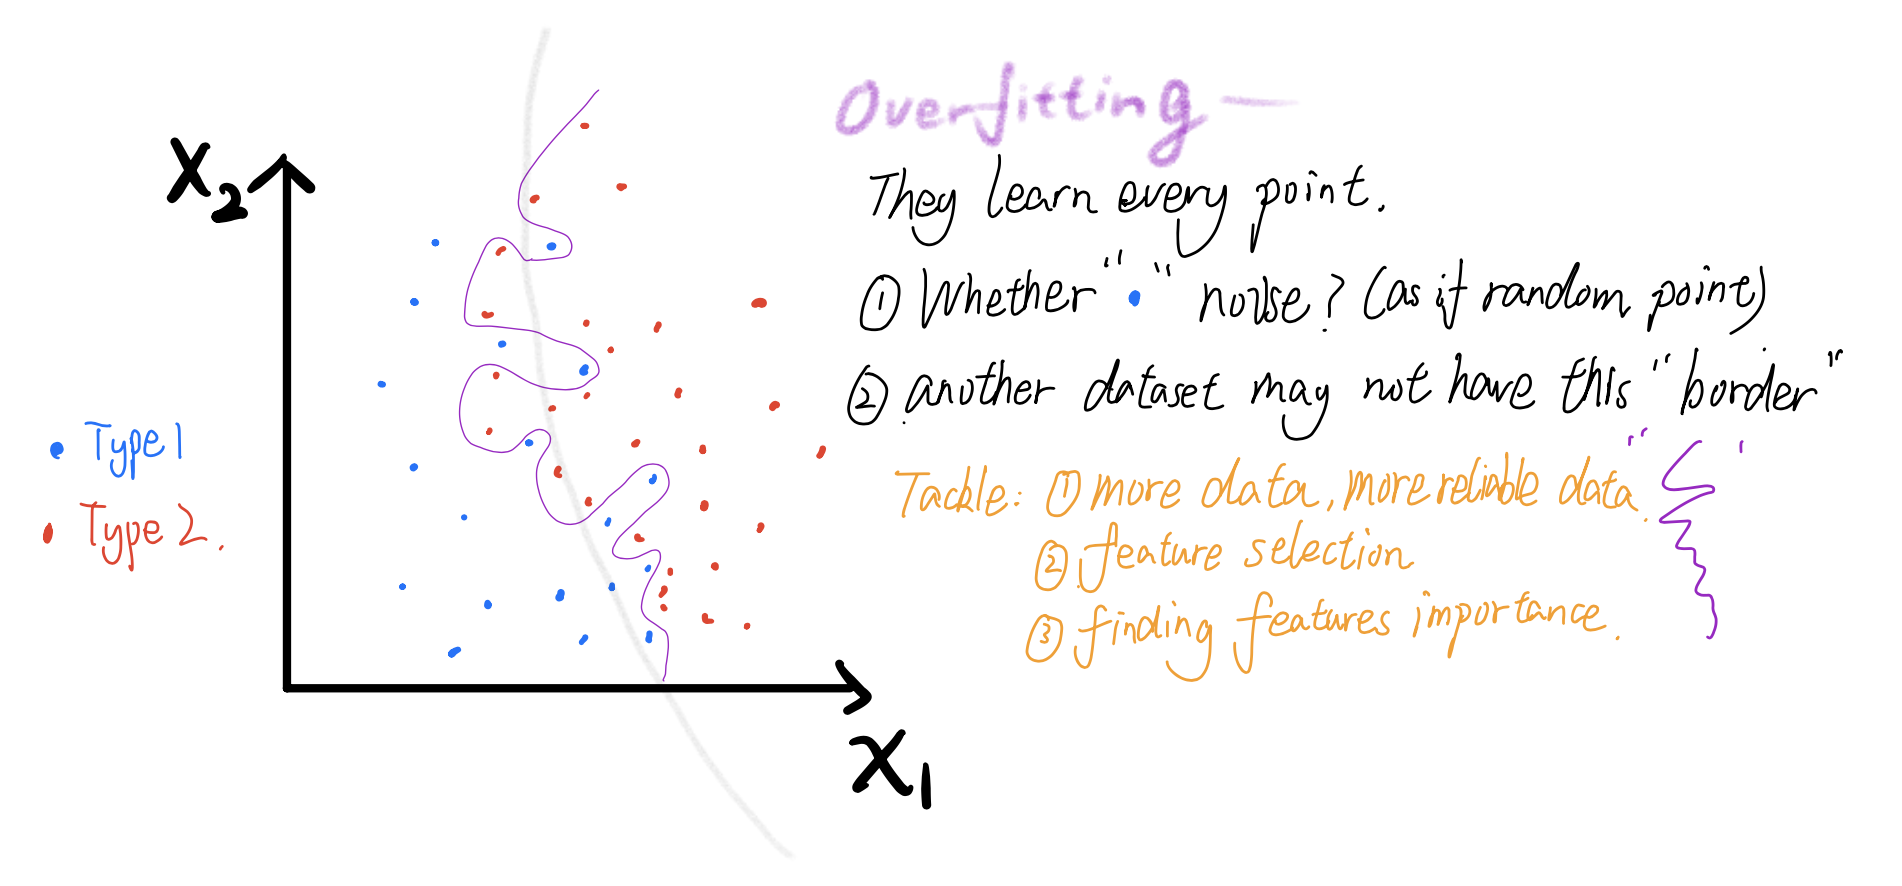 Overfitting —
They learn every point.
① Whether " • " noise? (as if random point)
② another dataset may not have this "border"
Tackle: ① more data, more reliable data.
② feature selection
③ finding features importance.
X₂
• Type 1
• Type 2.
X₁